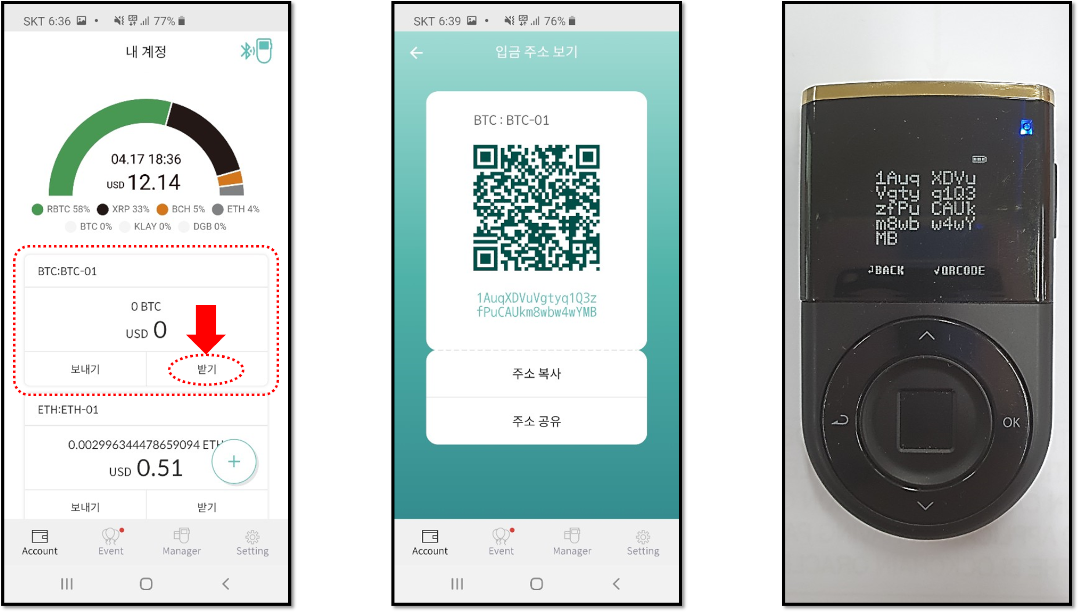 SKT 6:36 77%
내 계정
04.17 18:36
USD 12.14
RBTC 58% XRP 33% BCH 5% ETH 4%
BTC 0% KLAY 0% DGB 0%
BTC:BTC-01
0 BTC
USD 0
보내기 받기
ETH:ETH-01
0.002996344478659094 ETH
USD 0.51
+
보내기 받기
Account Event Manager Setting
SKT 6:39 76%
입금 주소 보기
BTC : BTC-01
1AuqXDVuVgtyq1Q3z
fPuCAUkm8wbw4wYMB
주소 복사
주소 공유
Account Event Manager Setting
1Auq XDVu
Vgty q1Q3
zfPu CAUk
m8wb w4wY
MB
BACK √QRCODE
OK